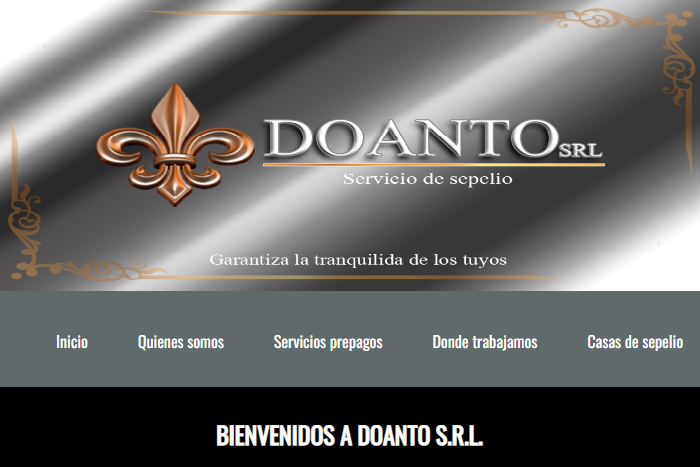 DOANTO SRL
Servicio de sepelio
Garantiza la tranquilida de los tuyos
Inicio Quienes somos Servicios prepagos Donde trabajamos Casas de sepelio
BIENVENIDOS A DOANTO S.R.L.